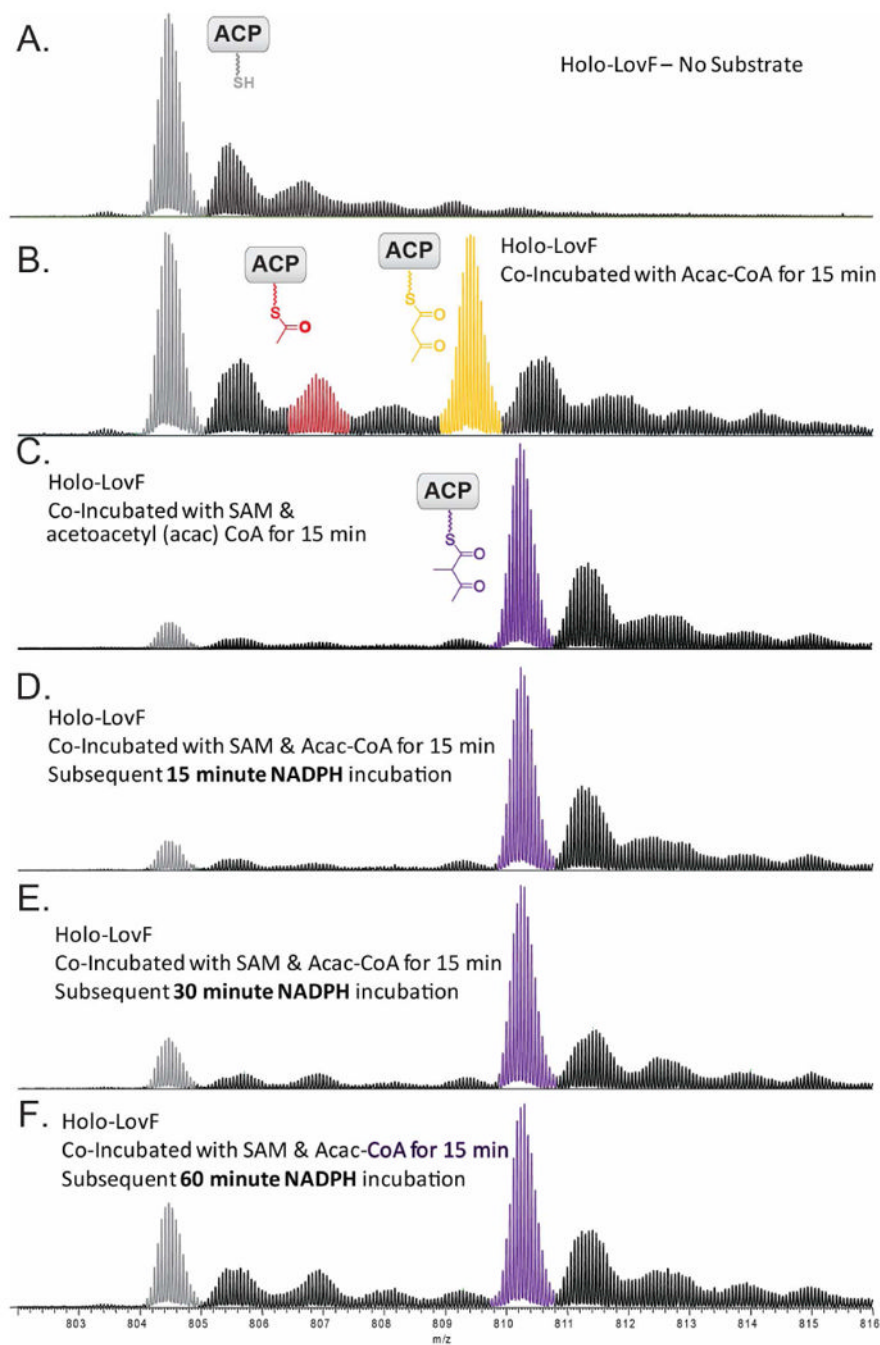 A.
ACP
SH
Holo-LovF – No Substrate
B.
ACP
S
O
ACP
S
O
O
Holo-LovF
Co-Incubated with Acac-CoA for 15 min
C.
Holo-LovF
Co-Incubated with SAM &
acetoacetyl (acac) CoA for 15 min
ACP
S
O
O
D.
Holo-LovF
Co-Incubated with SAM & Acac-CoA for 15 min
Subsequent 15 minute NADPH incubation
E.
Holo-LovF
Co-Incubated with SAM & Acac-CoA for 15 min
Subsequent 30 minute NADPH incubation
F.
Holo-LovF
Co-Incubated with SAM & Acac-CoA for 15 min
Subsequent 60 minute NADPH incubation
803 804 805 806 807 808 809 810 811 812 813 814 815 816
m/z